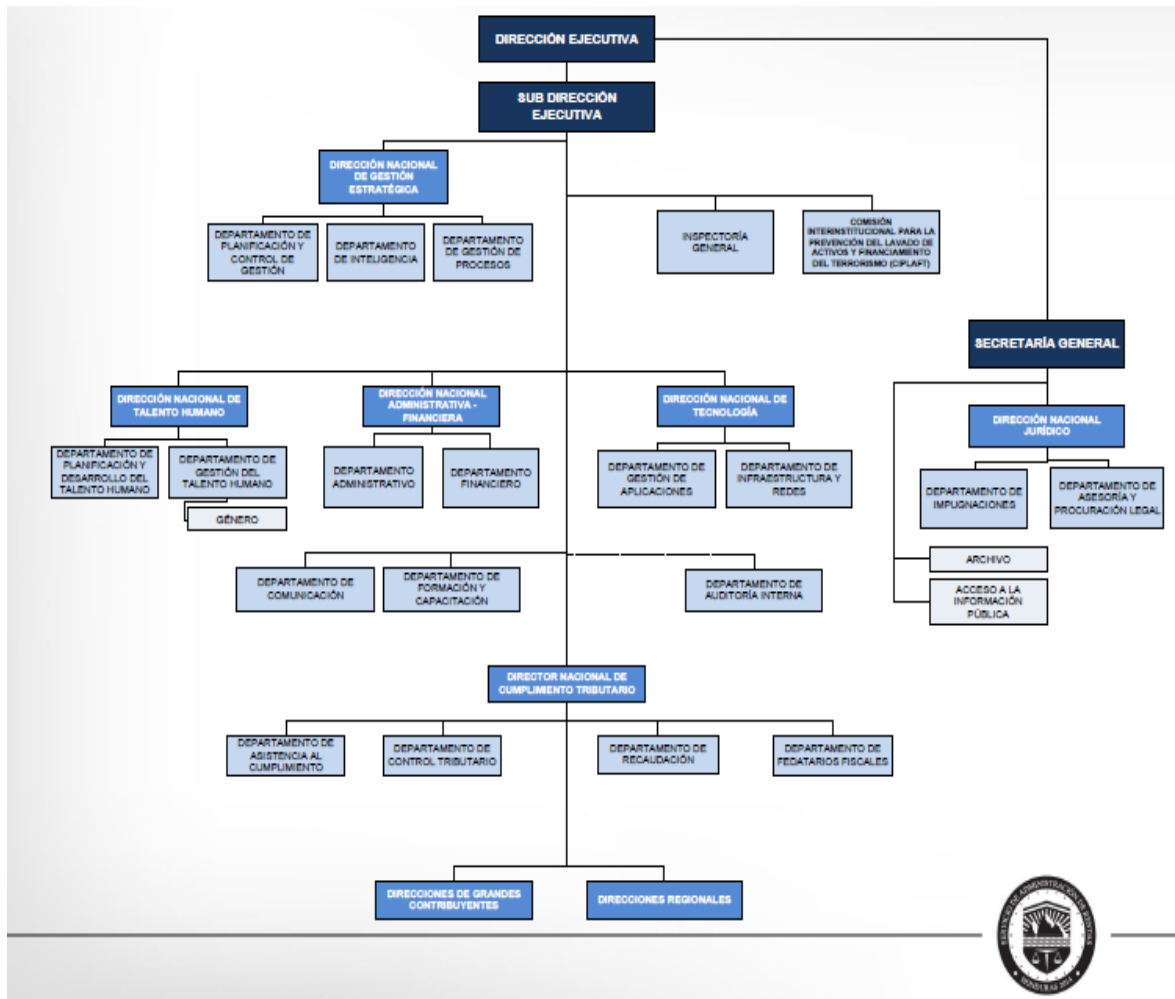 DIRECCIÓN EJECUTIVA
SUB DIRECCIÓN
EJECUTIVA
DIRECCIÓN NACIONAL
DE GESTIÓN
ESTRATÉGICA
DEPARTAMENTO DE
PLANIFICACIÓN Y
CONTROL DE
GESTIÓN
DEPARTAMENTO
DE INTELIGENCIA
DEPARTAMENTO
DE GESTIÓN DE
PROCESOS
INSPECTORÍA
GENERAL
COMISIÓN
INTERINSTITUCIONAL PARA LA
PREVENCIÓN DEL LAVADO DE
ACTIVOS Y FINANCIAMIENTO
DEL TERRORISMO (CIPLAFT)
SECRETARÍA GENERAL
DIRECCIÓN NACIONAL DE
TALENTO HUMANO
DIRECCIÓN NACIONAL
ADMINISTRATIVA -
FINANCIERA
DIRECCIÓN NACIONAL DE
TECNOLOGÍA
DIRECCIÓN NACIONAL
JURÍDICO
DEPARTAMENTO DE
PLANIFICACIÓN Y
DESARROLLO DEL
TALENTO HUMANO
DEPARTAMENTO DE
GESTIÓN DEL
TALENTO HUMANO
GÉNERO
DEPARTAMENTO
ADMINISTRATIVO
DEPARTAMENTO
FINANCIERO
DEPARTAMENTO DE
GESTIÓN DE
APLICACIONES
DEPARTAMENTO DE
INFRAESTRUCTURA Y
REDES
DEPARTAMENTO DE
IMPUGNACIONES
DEPARTAMENTO DE
ASESORÍA Y
PROCURACIÓN LEGAL
ARCHIVO
ACCESO A LA
INFORMACIÓN
PÚBLICA
DEPARTAMENTO DE
COMUNICACIÓN
DEPARTAMENTO DE
FORMACIÓN Y
CAPACITACIÓN
DEPARTAMENTO DE
AUDITORÍA INTERNA
DIRECTOR NACIONAL DE
CUMPLIMIENTO TRIBUTARIO
DEPARTAMENTO DE
ASISTENCIA AL
CUMPLIMIENTO
DEPARTAMENTO DE
CONTROL TRIBUTARIO
DEPARTAMENTO DE
RECAUDACIÓN
DEPARTAMENTO DE
FEDATARIOS FISCALES
DIRECCIONES DE GRANDES
CONTRIBUYENTES
DIRECCIONES REGIONALES
SERVICIO DE ADMINISTRACIÓN DE RENTAS
HONDURAS 2014